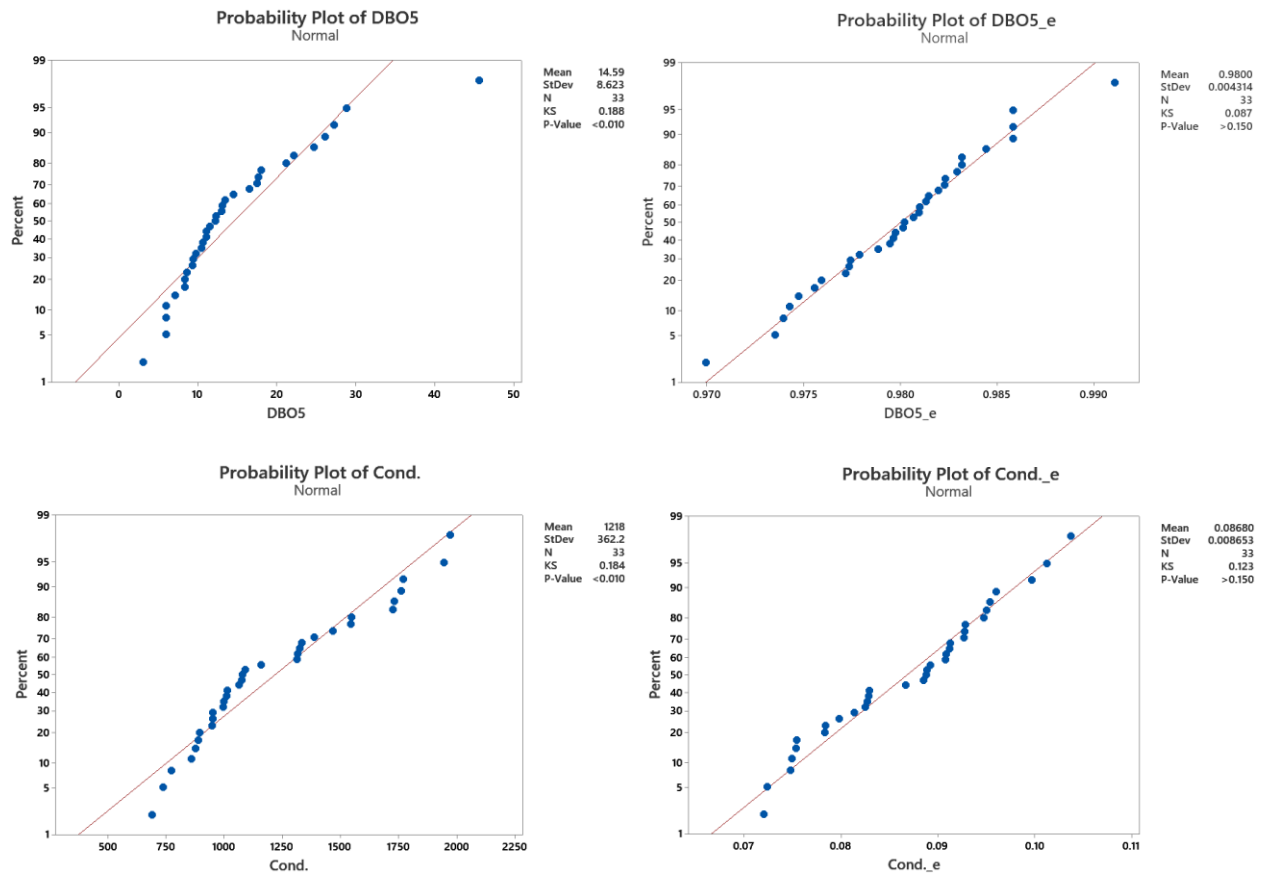 Probability Plot of DBO5
Normal
99
95
90
80
70
60
50
40
30
20
10
5
1
Percent
0 10 20 30 40 50
DBO5
Mean 14.59
StDev 8.623
N 33
KS 0.188
P-Value <0.010
Probability Plot of DBO5_e
Normal
99
95
90
80
70
60
50
40
30
20
10
5
1
Percent
0.970 0.975 0.980 0.985 0.990
DBO5_e
Mean 0.9800
StDev 0.004314
N 33
KS 0.087
P-Value >0.150
Probability Plot of Cond.
Normal
99
95
90
80
70
60
50
40
30
20
10
5
1
Percent
500 750 1000 1250 1500 1750 2000 2250
Cond.
Mean 1218
StDev 362.2
N 33
KS 0.184
P-Value <0.010
Probability Plot of Cond._e
Normal
99
95
90
80
70
60
50
40
30
20
10
5
1
Percent
0.07 0.08 0.09 0.10 0.11
Cond._e
Mean 0.08680
StDev 0.008653
N 33
KS 0.123
P-Value >0.150